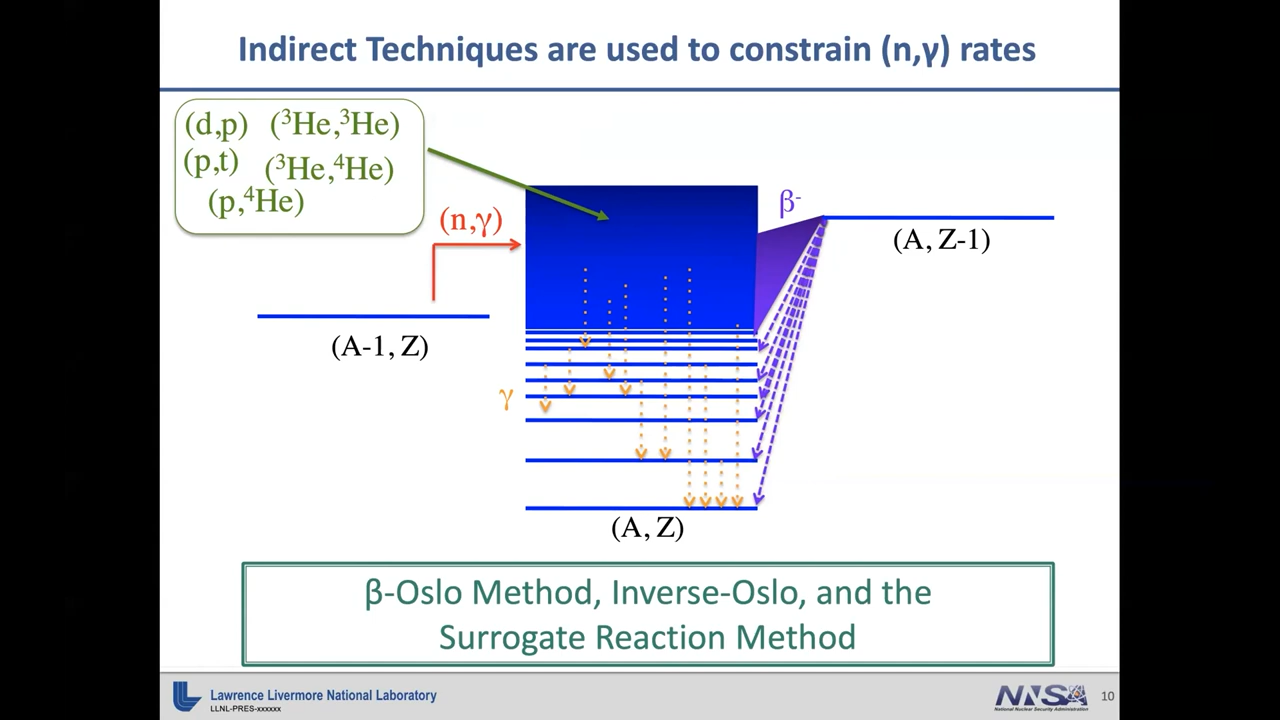 Indirect Techniques are used to constrain (n,γ) rates
(d,p) (³He,³He)
(p,t) (³He,⁴He)
(p,⁴He)
(n,γ)
β⁻
(A, Z-1)
(A-1, Z)
γ
(A, Z)
β-Oslo Method, Inverse-Oslo, and the
Surrogate Reaction Method
Lawrence Livermore National Laboratory
LLNL-PRES-xxxxxx
NNSA
National Nuclear Security Administration
10